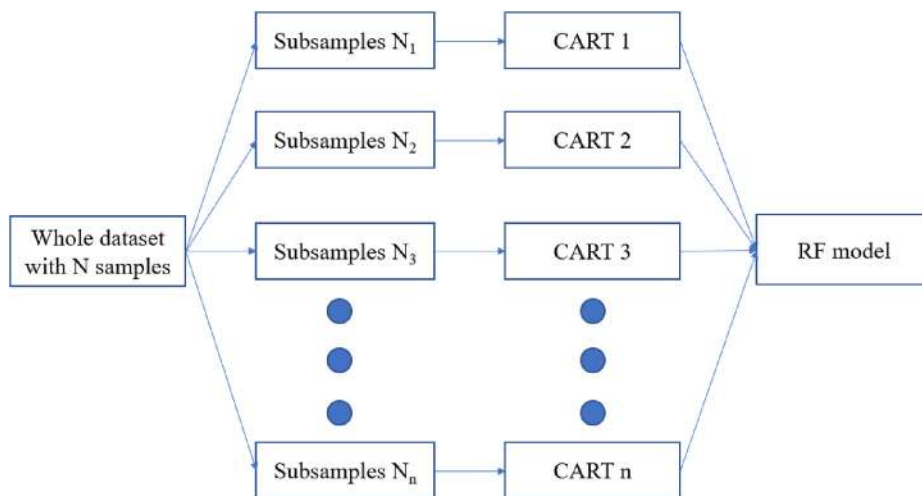 Subsamples N₁
CART 1
Subsamples N₂
CART 2
Whole dataset
with N samples
Subsamples N₃
CART 3
RF model
Subsamples Nₙ
CART n